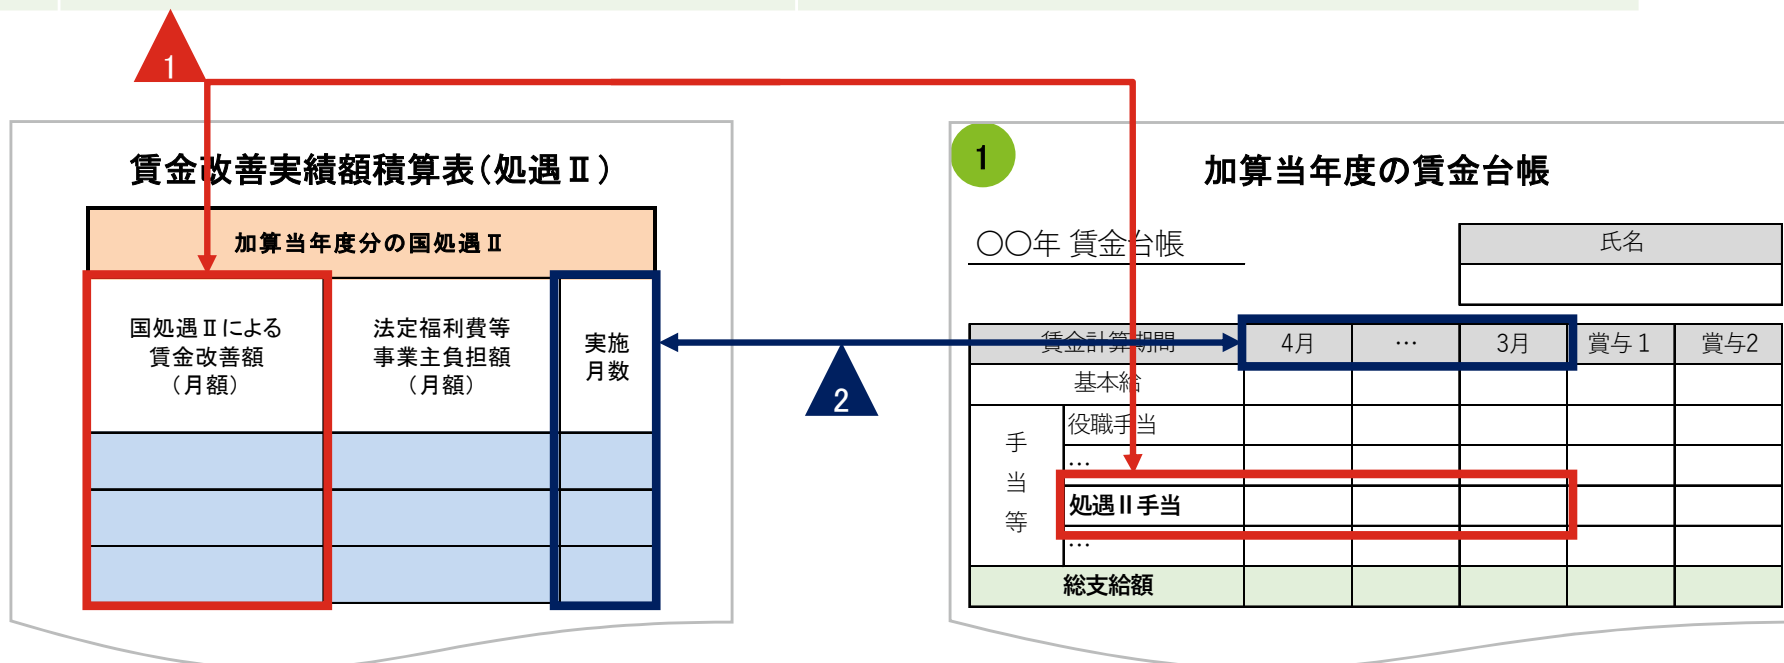 1
賃金改善実績額積算表(処遇Ⅱ)
加算当年度分の国処遇Ⅱ
国処遇Ⅱによる
賃金改善額
(月額)
法定福利費等
事業主負担額
(月額)
実施
月数
2
1
加算当年度の賃金台帳
〇〇年 賃金台帳
氏名
賃金計算期間 4月 … 3月 賞与1 賞与2
基本給
手当等
役職手当
…
処遇Ⅱ手当
…
総支給額